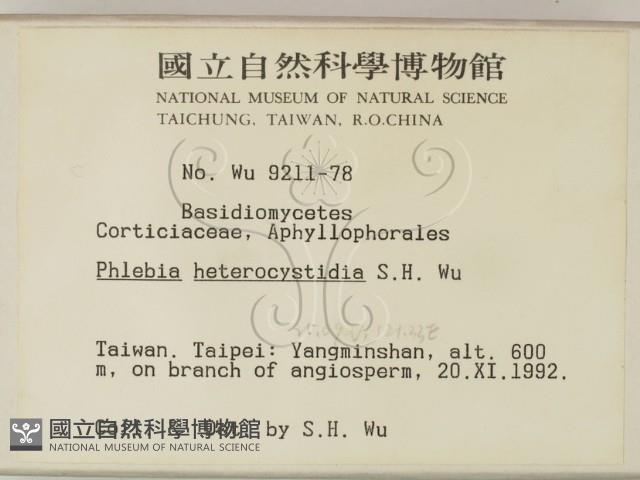 國立自然科學博物館
NATIONAL MUSEUM OF NATURAL SCIENCE
TAICHUNG, TAIWAN, R.O.CHINA
No. Wu 9211-78
Basidiomycetes
Corticiaceae, Aphyllophorales
Phlebia heterocystidia S.H. Wu
Taiwan. Taipei: Yangminshan, alt. 600
m, on branch of angiosperm, 20.XI.1992.
by S.H. Wu
國立自然科學博物館
NATIONAL MUSEUM OF NATURAL SCIENCE